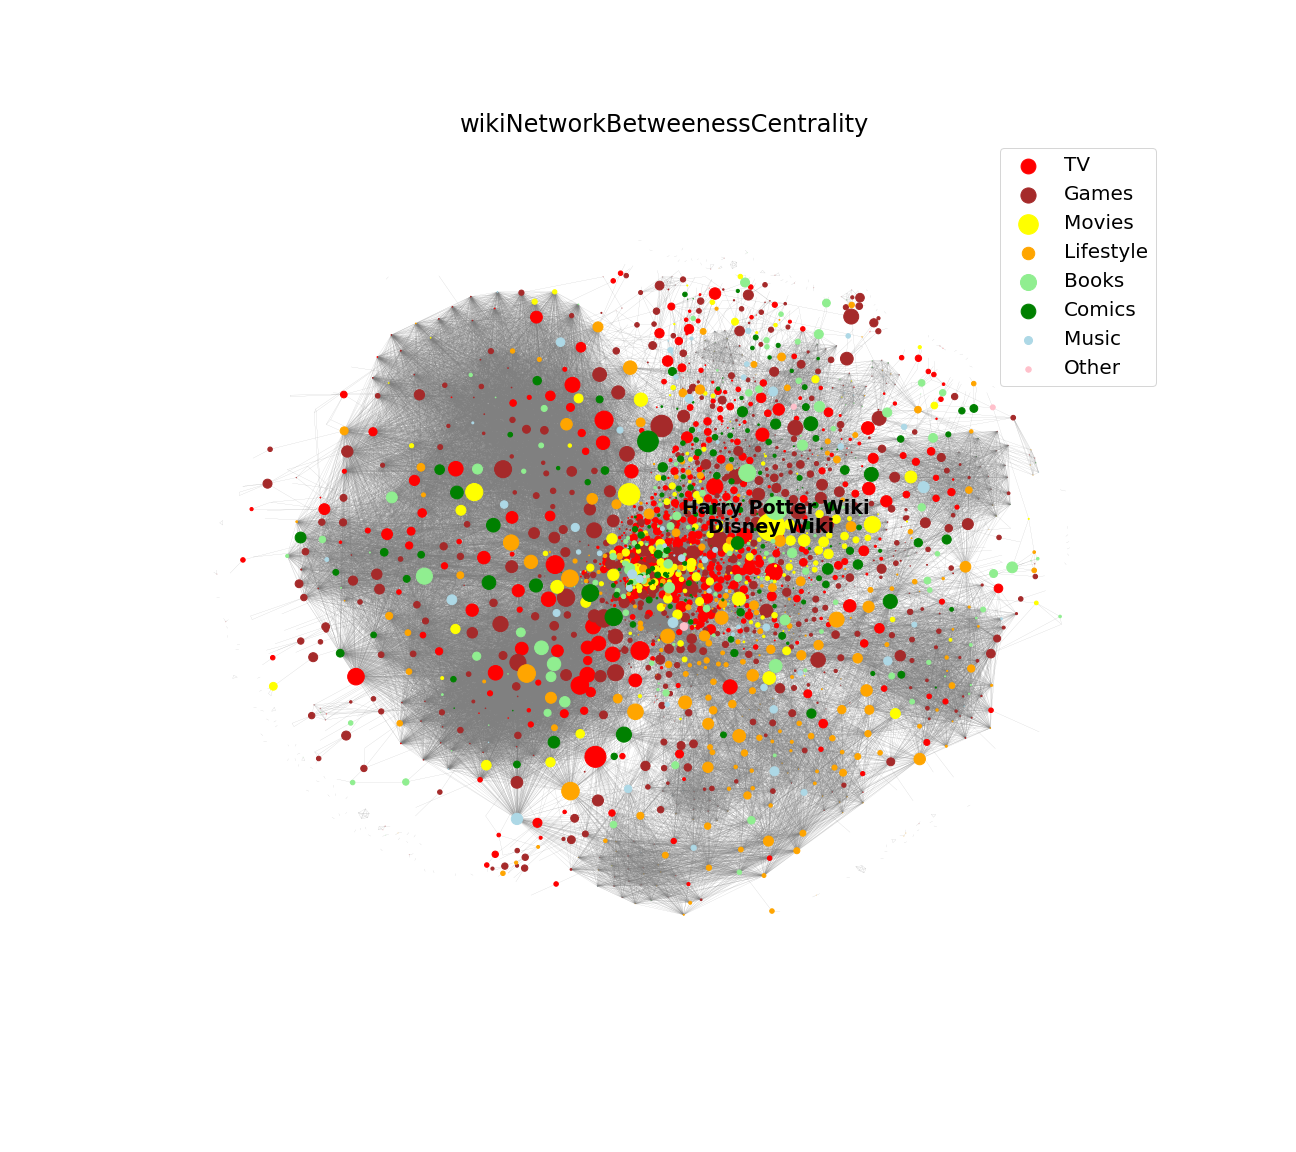 wikiNetworkBetweenessCentrality
TV
Games
Movies
Lifestyle
Books
Comics
Music
Other
Harry Potter Wiki
Disney Wiki